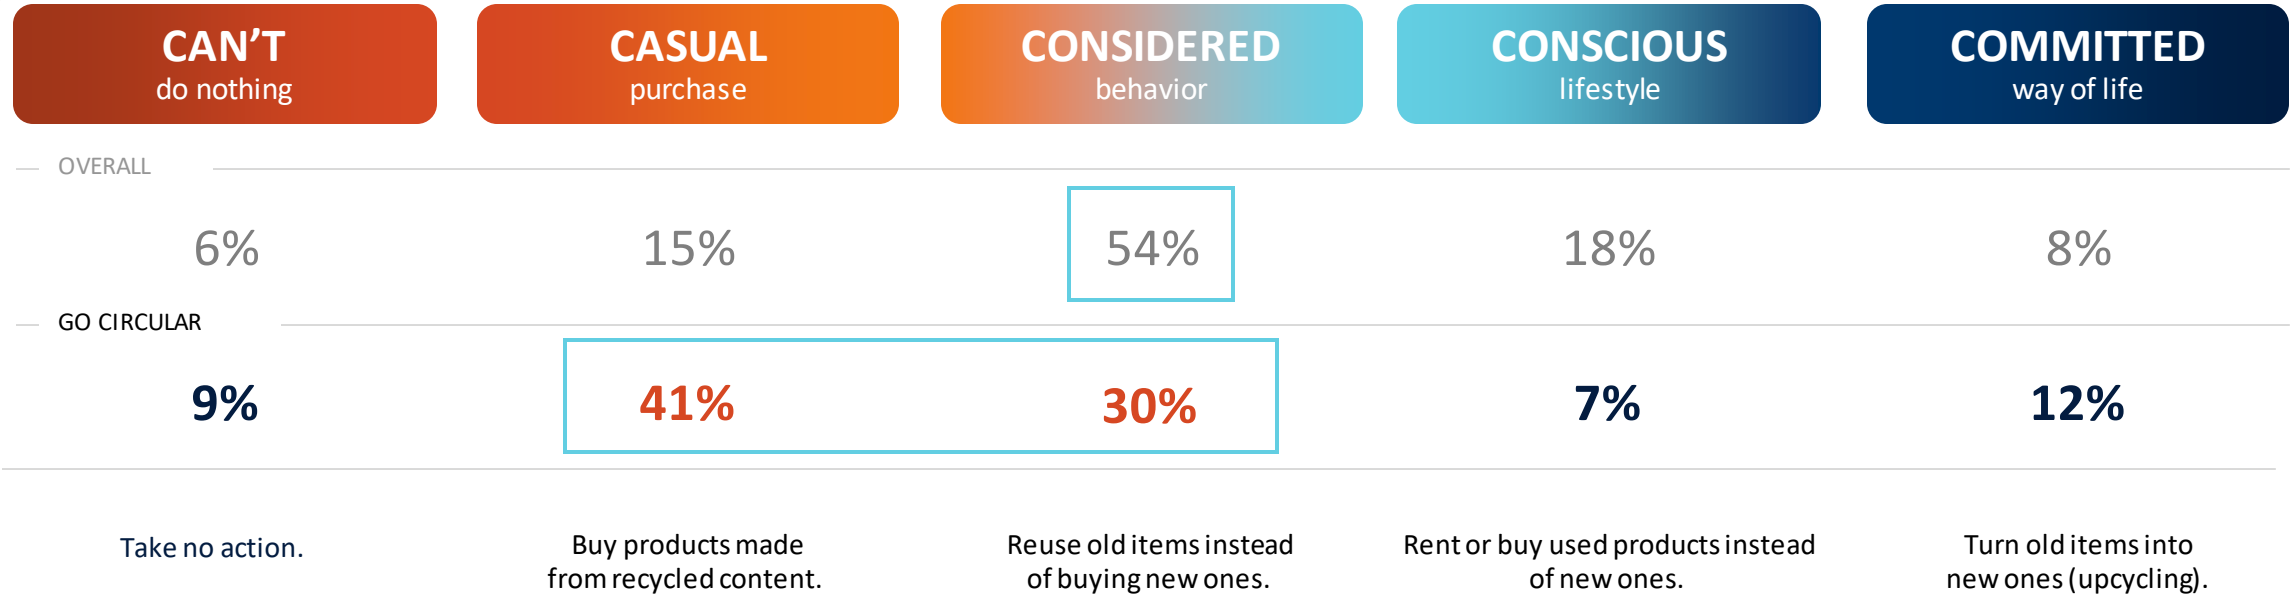 CAN’T
do nothing
CASUAL
purchase
CONSIDERED
behavior
CONSCIOUS
lifestyle
COMMITTED
way of life
OVERALL
6%
15%
54%
18%
8%
GO CIRCULAR
9%
41%
30%
7%
12%
Take no action.
Buy products made
from recycled content.
Reuse old items instead
of buying new ones.
Rent or buy used products instead
of new ones.
Turn old items into
new ones (upcycling).